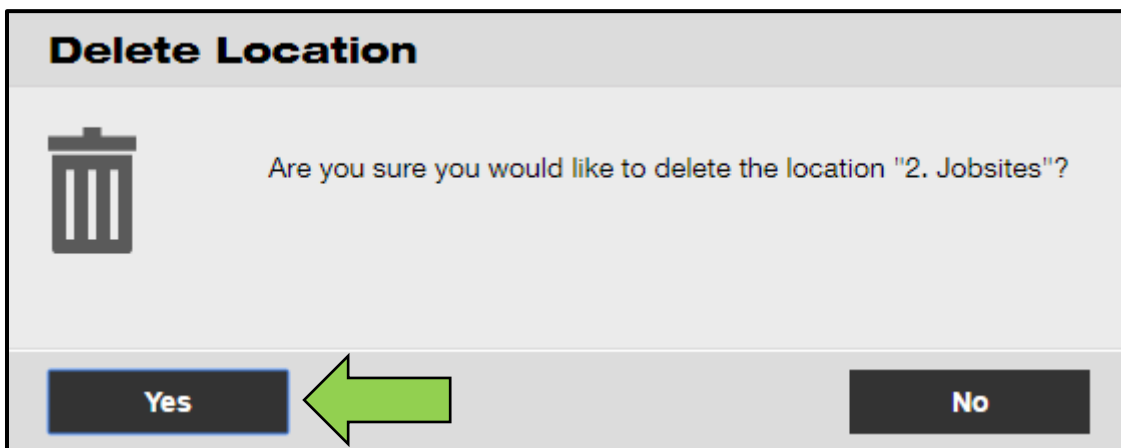 Delete Location
Are you sure you would like to delete the location "2. Jobsites"?
Yes
No